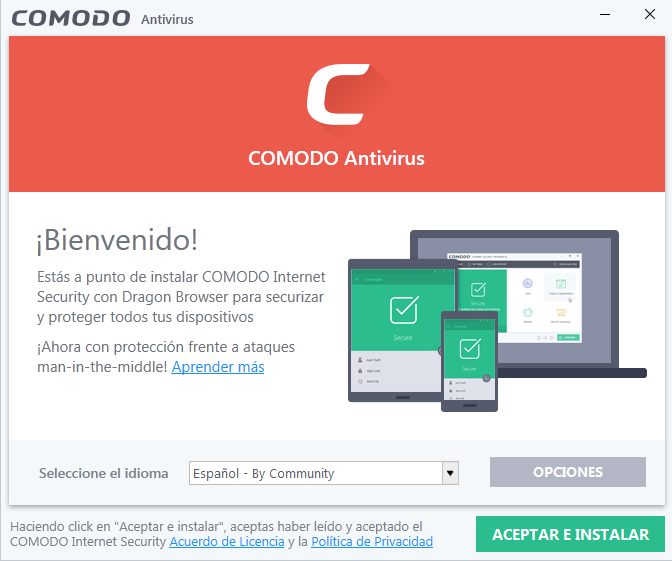 COMODO Antivirus
COMODO Antivirus
¡Bienvenido!
Estás a punto de instalar COMODO Internet
Security con Dragon Browser para securizar
y proteger todos tus dispositivos
¡Ahora con protección frente a ataques
man-in-the-middle! Aprender más
COMODO
Secure
Secure
Secure
Seleccione el idioma
Español - By Community
OPCIONES
Haciendo click en "Aceptar e instalar", aceptas haber leído y aceptado el
COMODO Internet Security Acuerdo de Licencia y la Política de Privacidad
ACEPTAR E INSTALAR